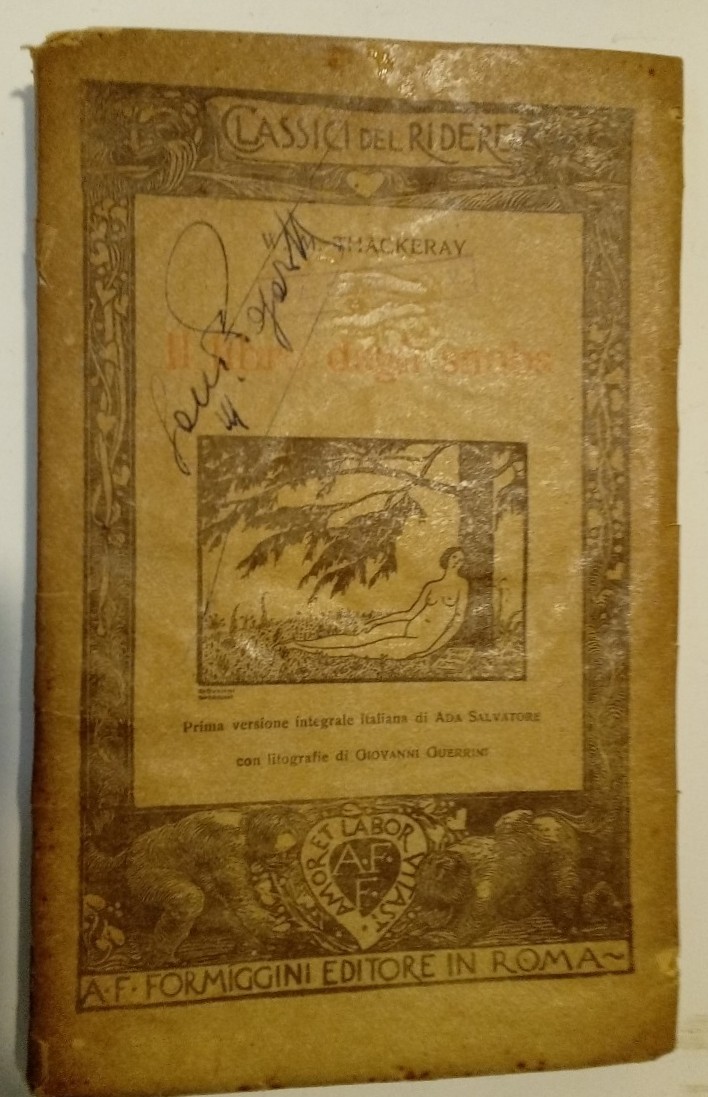 CLASSICI DEL RIDERE
W. M. THACKERAY
Il libro degli snobs
Prima versione integrale italiana di ADA SALVATORE
con litografie di GIOVANNI GUERRINI
AMOR ET LABOR VITAST
A·F·
F·
A·F· FORMIGGINI EDITORE IN ROMA~